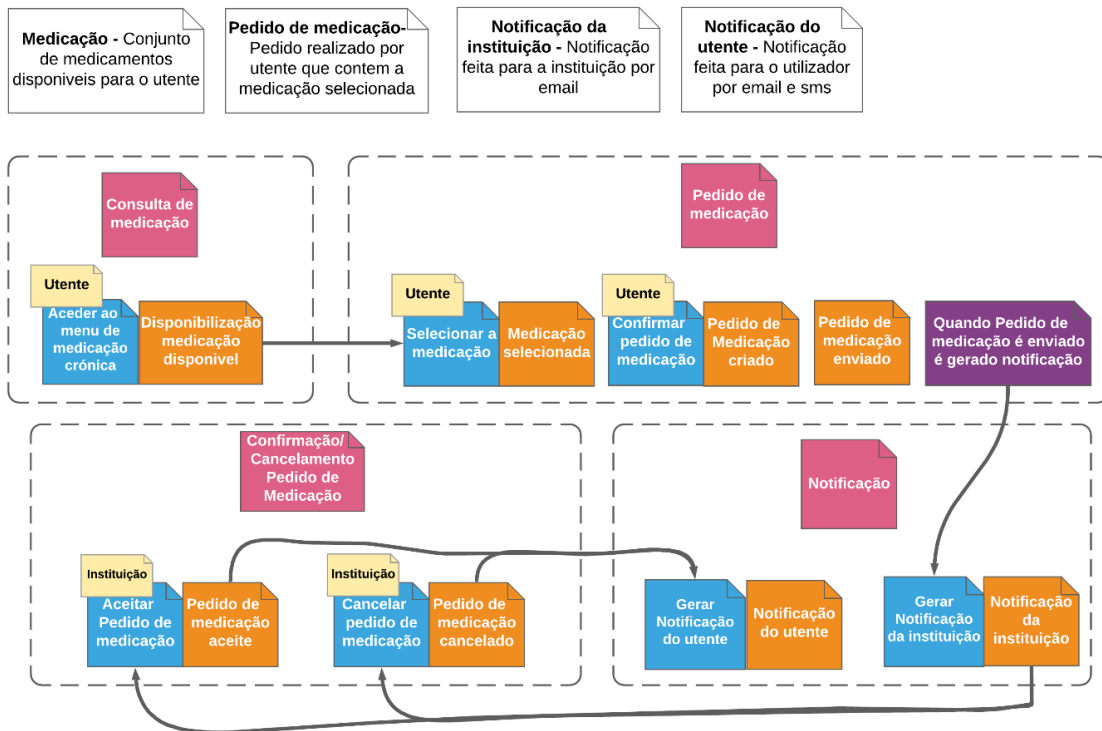 Medicação - Conjunto
de medicamentos
disponiveis para o utente
Pedido de medicação-
Pedido realizado por
utente que contem a
medicação selecionada
Notificação da
instituição - Notificação
feita para a instituição por
email
Notificação do
utente - Notificação
feita para o utilizador
por email e sms
Consulta de
medicação
Utente
Aceder ao
menu de
medicação
crónica
Disponibilização
medicação
disponivel
Pedido de
medicação
Utente
Selecionar a
medicação
Medicação
selecionada
Utente
Confirmar
pedido de
medicação
Pedido de
Medicação
criado
Pedido de
medicação
enviado
Quando Pedido de
medicação é enviado
é gerado notificação
Confirmação/
Cancelamento
Pedido de
Medicação
Instituição
Aceitar
Pedido de
medicação
Pedido de
medicação
aceite
Instituição
Cancelar
pedido de
medicação
Pedido de
medicação
cancelado
Notificação
Gerar
Notificação
do utente
Notificação
do utente
Gerar
Notificação
da instituição
Notificação
da
instituição